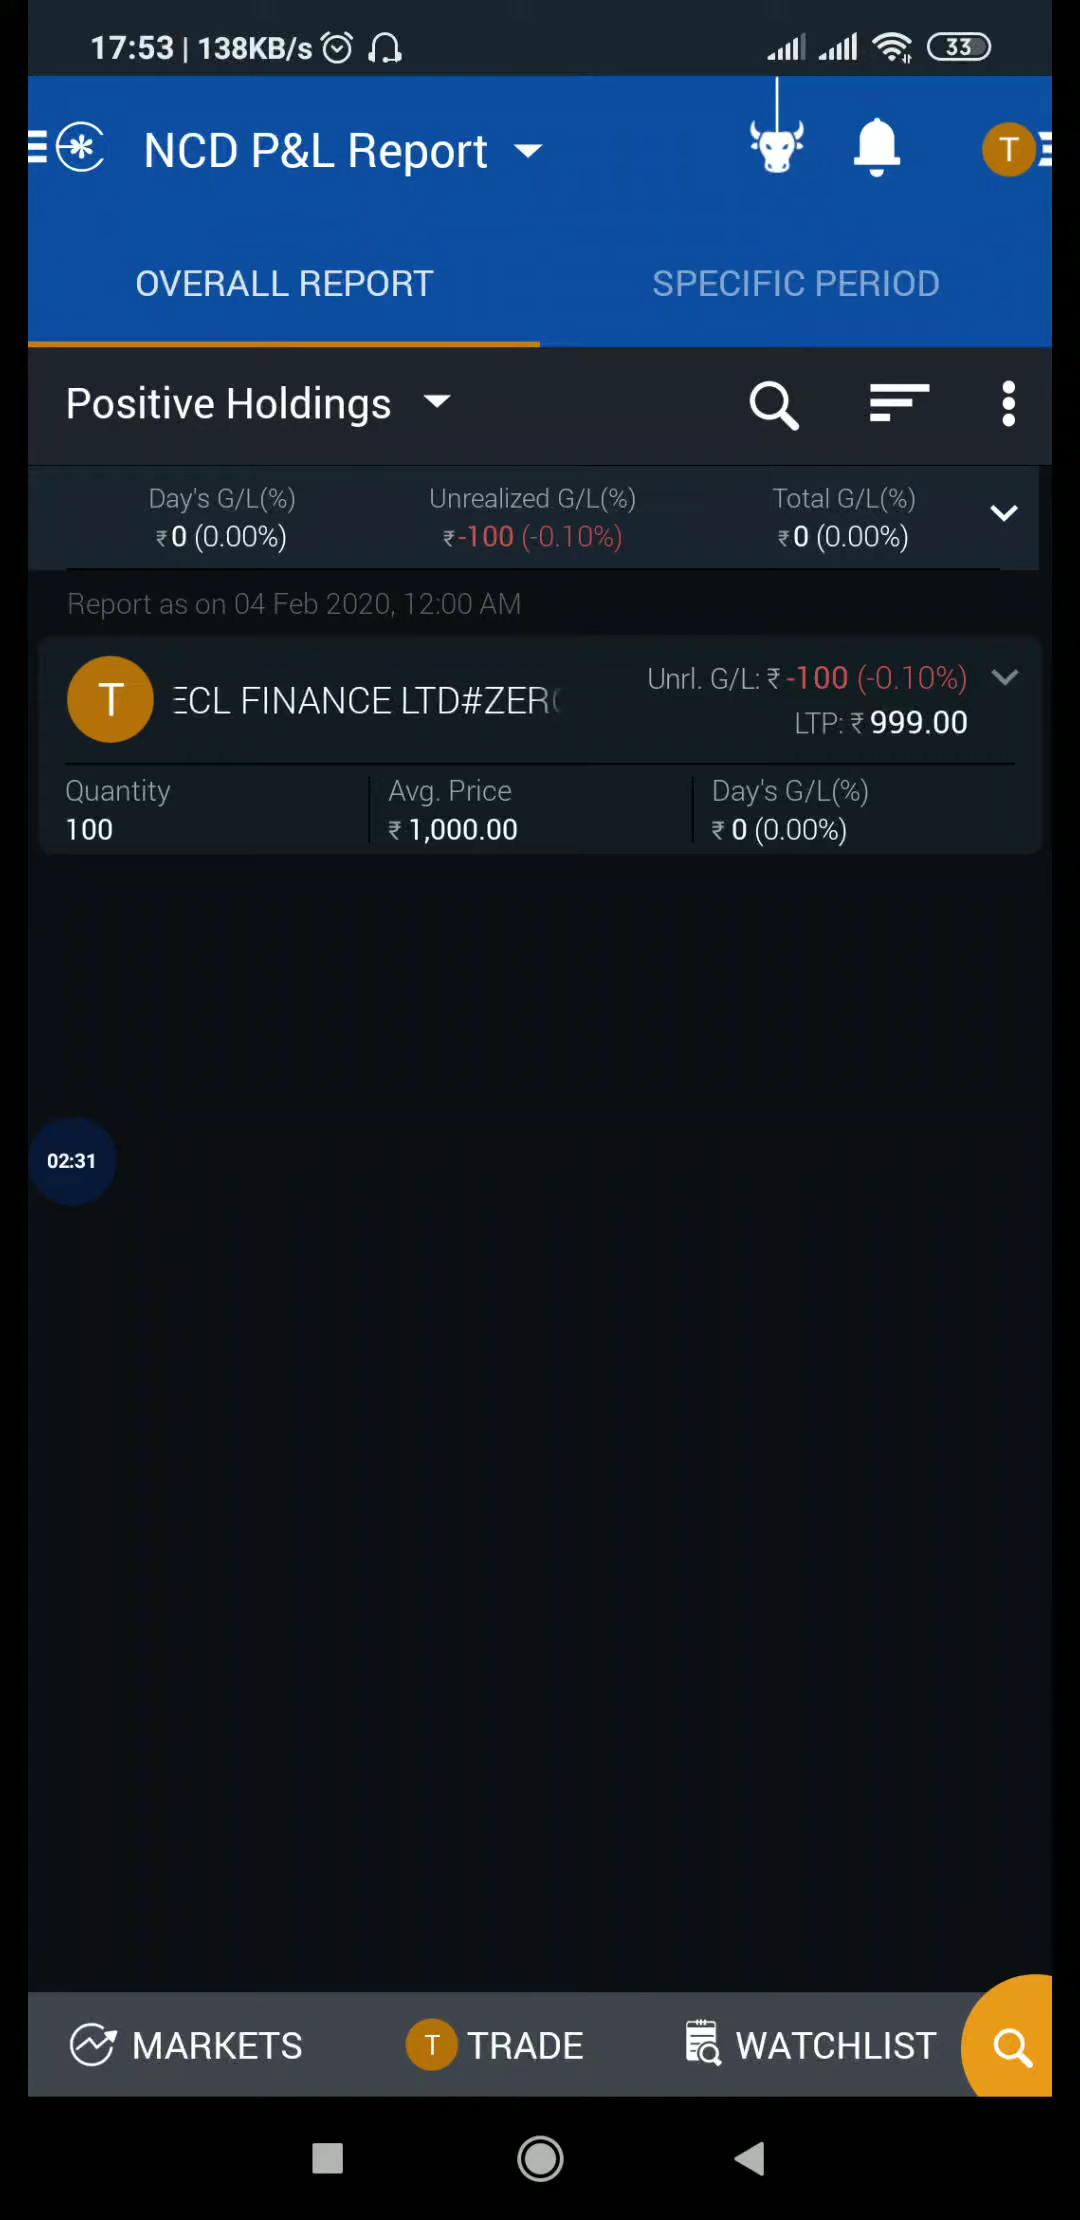 17:53 | 138KB/s 33
NCD P&L Report T
OVERALL REPORT SPECIFIC PERIOD
Positive Holdings
Day's G/L(%) Unrealized G/L(%) Total G/L(%)
₹0 (0.00%) ₹-100 (-0.10%) ₹0 (0.00%)
Report as on 04 Feb 2020, 12:00 AM
T ECL FINANCE LTD#ZERO Unrl. G/L: ₹ -100 (-0.10%)
LTP: ₹ 999.00
Quantity Avg. Price Day's G/L(%)
100 ₹ 1,000.00 ₹ 0 (0.00%)
02:31
MARKETS T TRADE WATCHLIST